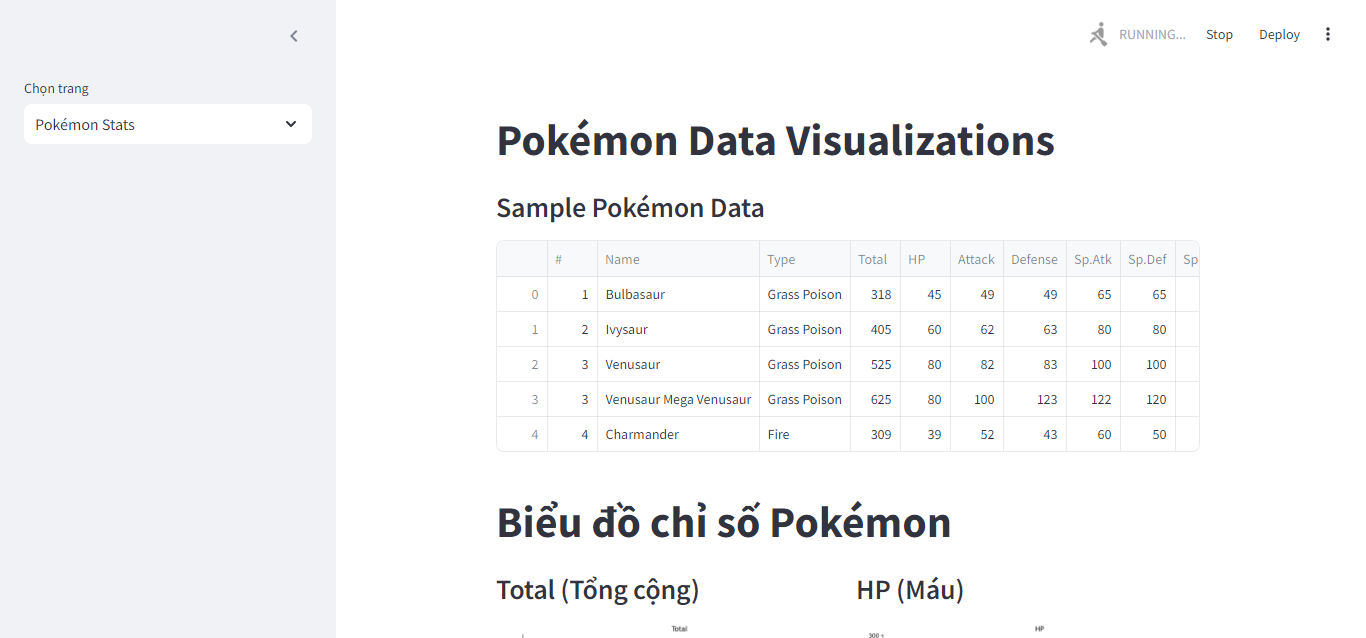 RUNNING... Stop Deploy
Chọn trang
Pokémon Stats
Pokémon Data Visualizations
Sample Pokémon Data
# Name Type Total HP Attack Defense Sp.Atk Sp.Def Sp
0 1 Bulbasaur Grass Poison 318 45 49 49 65 65
1 2 Ivysaur Grass Poison 405 60 62 63 80 80
2 3 Venusaur Grass Poison 525 80 82 83 100 100
3 3 Venusaur Mega Venusaur Grass Poison 625 80 100 123 122 120
4 4 Charmander Fire 309 39 52 43 60 50
Biểu đồ chỉ số Pokémon
Total (Tổng cộng) HP (Máu)
Total HP
300